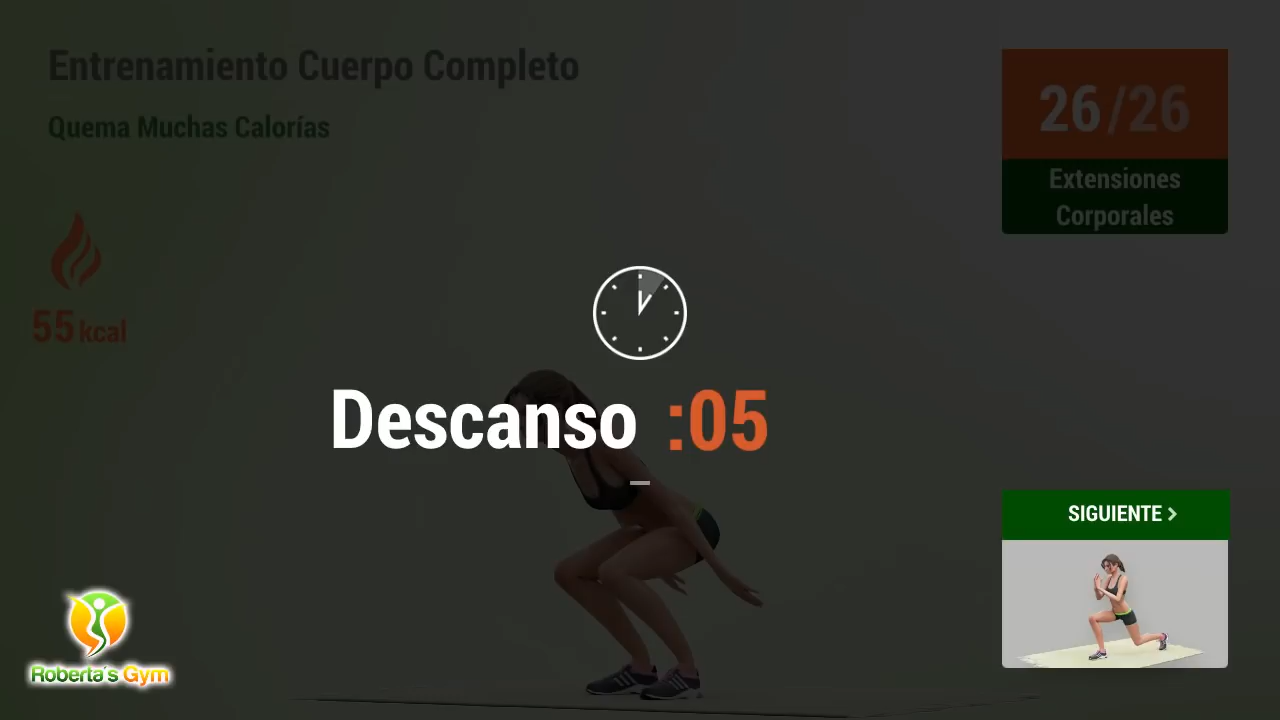 Entrenamiento Cuerpo Completo
Quema Muchas Calorías
26/26
Extensiones
Corporales
55 kcal
Descanso :05
SIGUIENTE >
Roberta's Gym